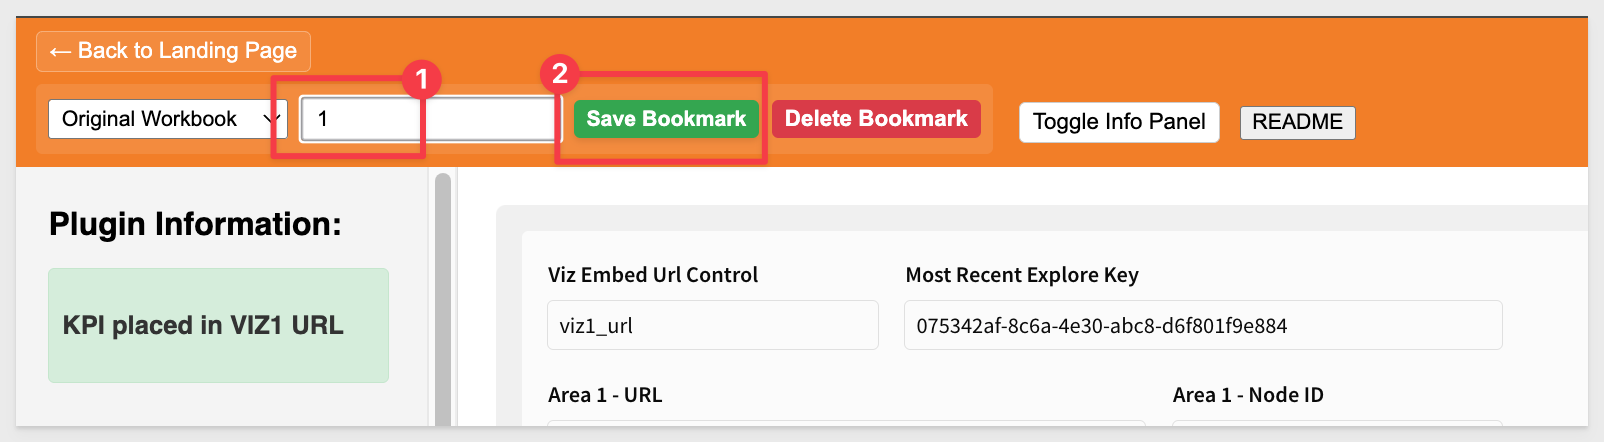 ← Back to Landing Page
1
2
Original Workbook
1
Save Bookmark
Delete Bookmark
Toggle Info Panel
README
Plugin Information:
KPI placed in VIZ1 URL
Viz Embed Url Control
Most Recent Explore Key
viz1_url
075342af-8c6a-4e30-abc8-d6f801f9e884
Area 1 - URL
Area 1 - Node ID